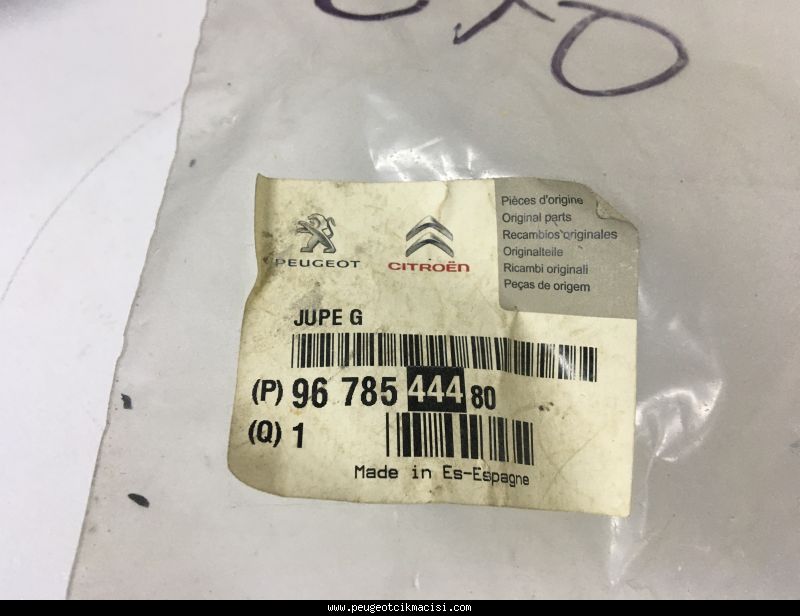 PEUGEOT
CITROËN
Pièces d'origine
Original parts
Recambios originales
Originalteile
Ricambi originali
Peças de origem
JUPE G
(P) 96 785 444 80
(Q) 1
Made in Es-Espagne
www.peugeotcikmacisi.com